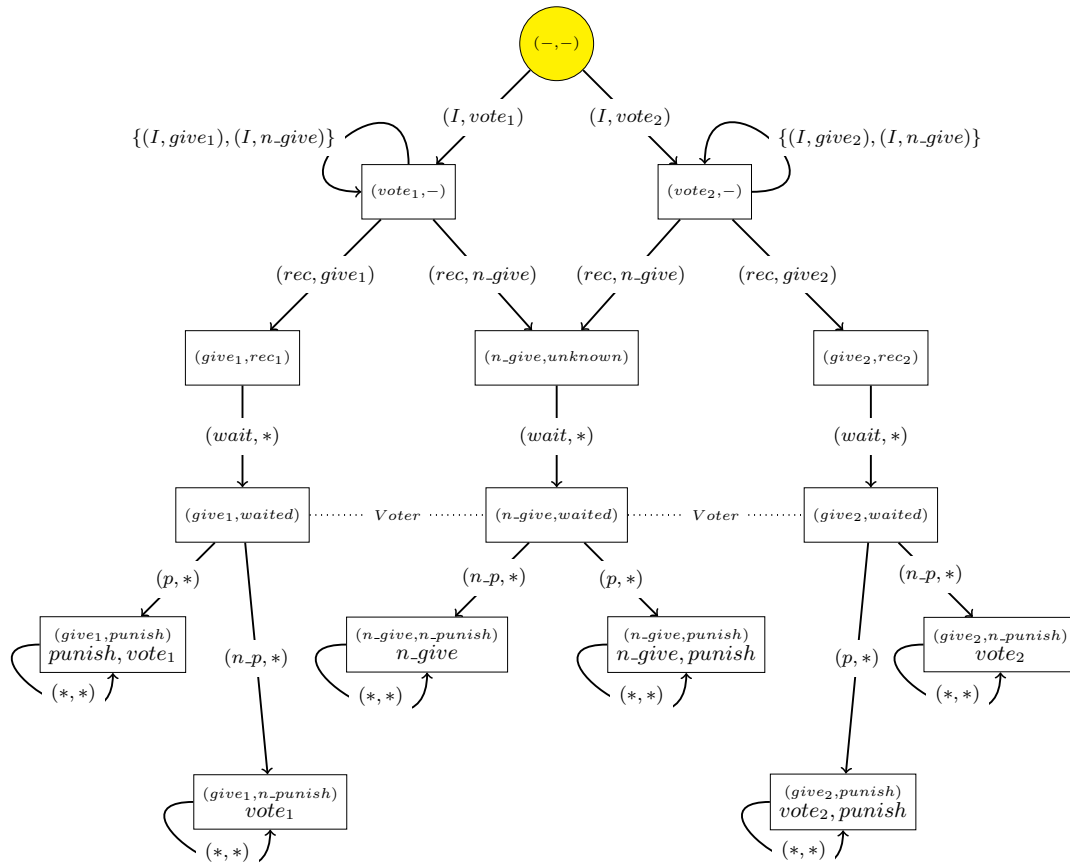 (−,−)
(I, vote₁)
(I, vote₂)
{(I, give₁), (I, n_give)}
{(I, give₂), (I, n_give)}
(vote₁,−)
(vote₂,−)
(rec, give₁)
(rec, n_give)
(rec, n_give)
(rec, give₂)
(give₁,rec₁)
(n_give,unknown)
(give₂,rec₂)
(wait, ∗)
(wait, ∗)
(wait, ∗)
(give₁,waited)
Voter
(n_give,waited)
Voter
(give₂,waited)
(p, ∗)
(n_p, ∗)
(p, ∗)
(n_p, ∗)
(give₁,punish)
punish, vote₁
(∗, ∗)
(n_p, ∗)
(n_give,n_punish)
n_give
(∗, ∗)
(n_give,punish)
n_give, punish
(∗, ∗)
(p, ∗)
(give₂,n_punish)
vote₂
(∗, ∗)
(give₁,n_punish)
vote₁
(∗, ∗)
(give₂,punish)
vote₂, punish
(∗, ∗)